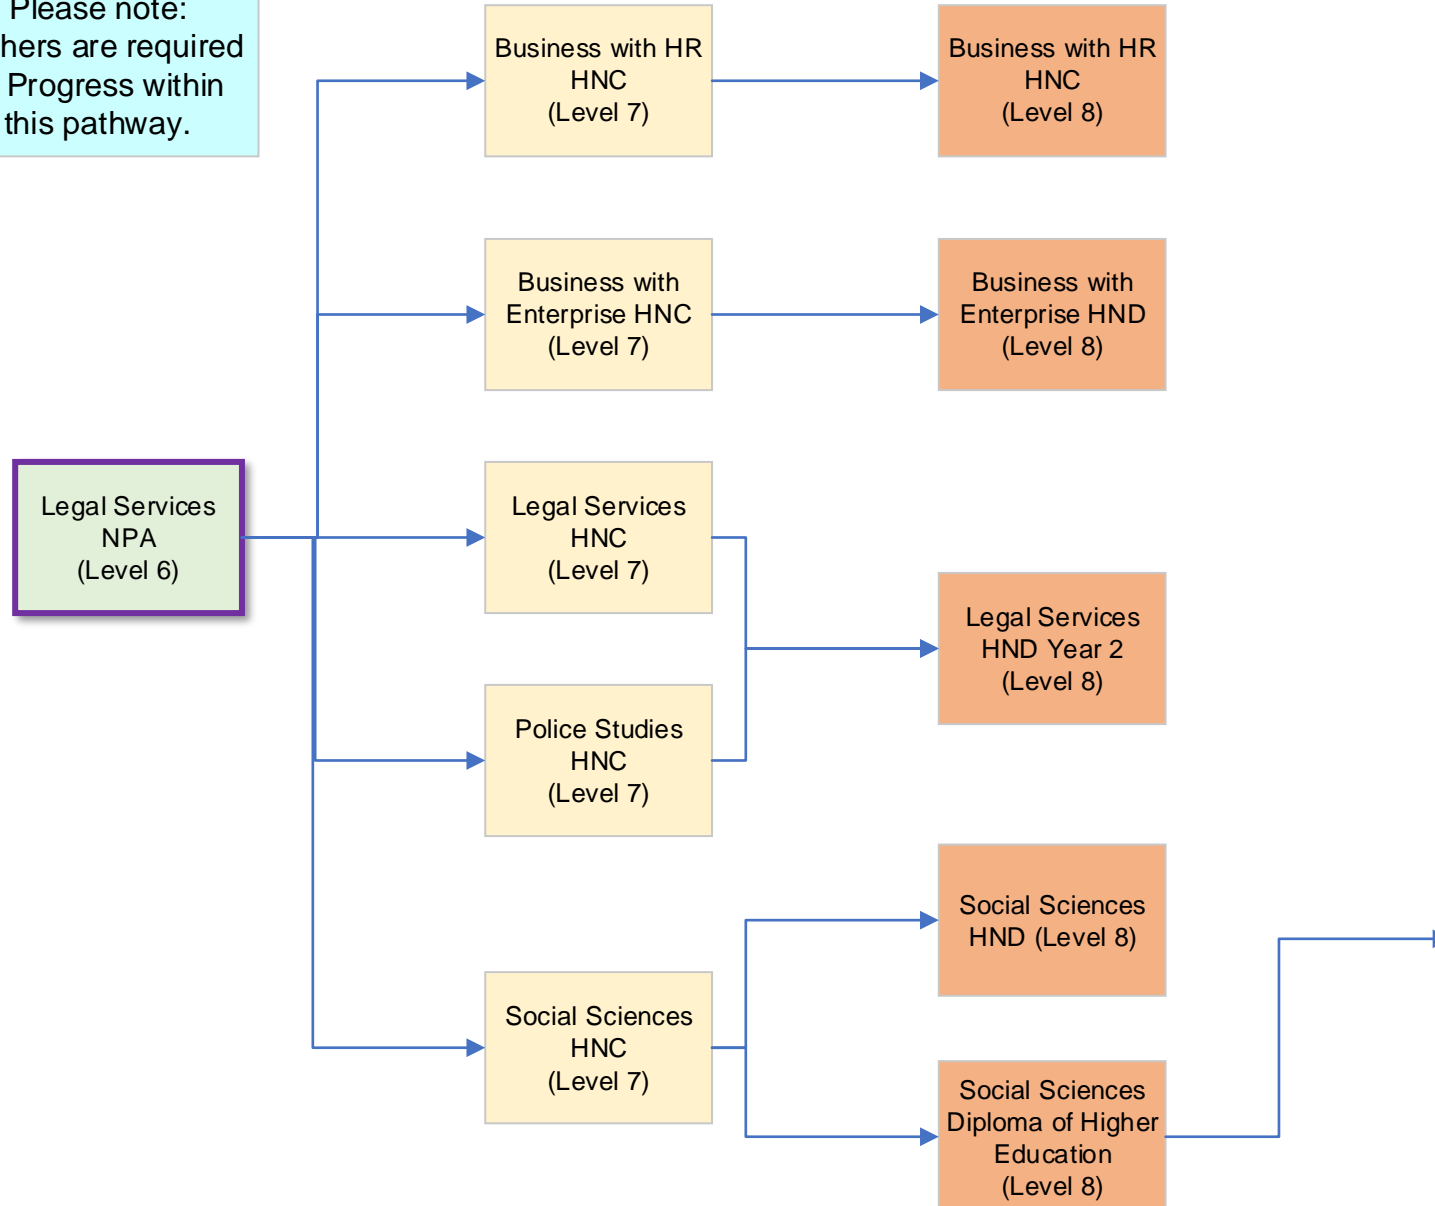 Please note:
hers are required
Progress within
this pathway.
Business with HR
HNC
(Level 7)
Business with HR
HNC
(Level 8)
Business with
Enterprise HNC
(Level 7)
Business with
Enterprise HND
(Level 8)
Legal Services
NPA
(Level 6)
Legal Services
HNC
(Level 7)
Legal Services
HND Year 2
(Level 8)
Police Studies
HNC
(Level 7)
Social Sciences
HND (Level 8)
Social Sciences
HNC
(Level 7)
Social Sciences
Diploma of Higher
Education
(Level 8)